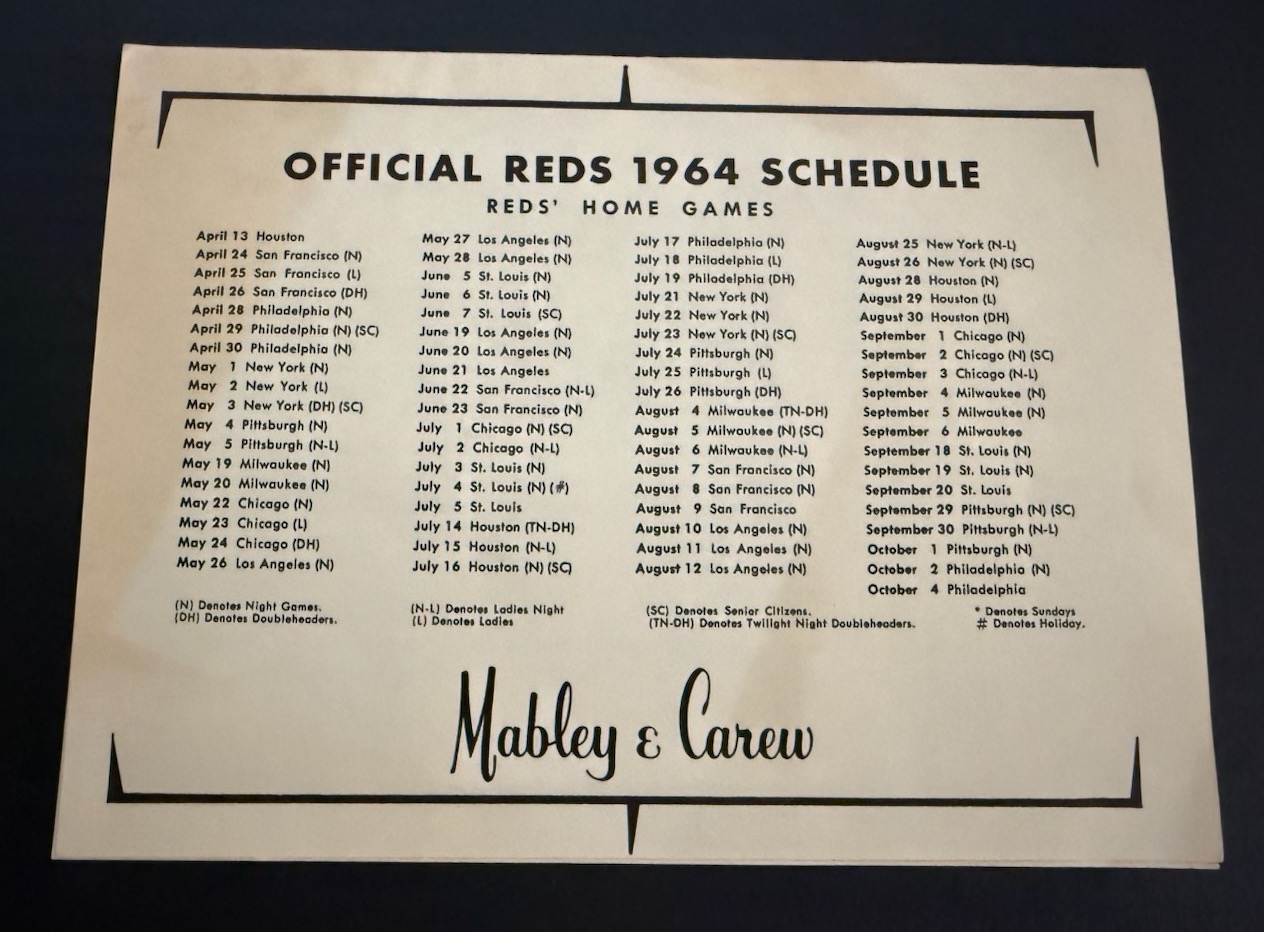 OFFICIAL REDS 1964 SCHEDULE
REDS' HOME GAMES
April 13 Houston
April 24 San Francisco (N)
April 25 San Francisco (L)
April 26 San Francisco (DH)
April 28 Philadelphia (N)
April 29 Philadelphia (N) (SC)
April 30 Philadelphia (N)
May 1 New York (N)
May 2 New York (L)
May 3 New York (DH) (SC)
May 4 Pittsburgh (N)
May 5 Pittsburgh (N-L)
May 19 Milwaukee (N)
May 20 Milwaukee (N)
May 22 Chicago (N)
May 23 Chicago (L)
May 24 Chicago (DH)
May 26 Los Angeles (N)
May 27 Los Angeles (N)
May 28 Los Angeles (N)
June 5 St. Louis (N)
June 6 St. Louis (N)
June 7 St. Louis (SC)
June 19 Los Angeles (N)
June 20 Los Angeles (N)
June 21 Los Angeles
June 22 San Francisco (N-L)
June 23 San Francisco (N)
July 1 Chicago (N) (SC)
July 2 Chicago (N-L)
July 3 St. Louis (N)
July 4 St. Louis (N) (#)
July 5 St. Louis
July 14 Houston (TN-DH)
July 15 Houston (N-L)
July 16 Houston (N) (SC)
July 17 Philadelphia (N)
July 18 Philadelphia (L)
July 19 Philadelphia (DH)
July 21 New York (N)
July 22 New York (N)
July 23 New York (N) (SC)
July 24 Pittsburgh (N)
July 25 Pittsburgh (L)
July 26 Pittsburgh (DH)
August 4 Milwaukee (TN-DH)
August 5 Milwaukee (N) (SC)
August 6 Milwaukee (N-L)
August 7 San Francisco (N)
August 8 San Francisco (N)
August 9 San Francisco
August 10 Los Angeles (N)
August 11 Los Angeles (N)
August 12 Los Angeles (N)
August 25 New York (N-L)
August 26 New York (N) (SC)
August 28 Houston (N)
August 29 Houston (L)
August 30 Houston (DH)
September 1 Chicago (N)
September 2 Chicago (N) (SC)
September 3 Chicago (N-L)
September 4 Milwaukee (N)
September 5 Milwaukee (N)
September 6 Milwaukee
September 18 St. Louis (N)
September 19 St. Louis (N)
September 20 St. Louis
September 29 Pittsburgh (N) (SC)
September 30 Pittsburgh (N-L)
October 1 Pittsburgh (N)
October 2 Philadelphia (N)
October 4 Philadelphia
(N) Denotes Night Games.
(DH) Denotes Doubleheaders.
(N-L) Denotes Ladies Night
(L) Denotes Ladies
(SC) Denotes Senior Citizens.
(TN-DH) Denotes Twilight Night Doubleheaders.
* Denotes Sundays
# Denotes Holiday.
Mabley & Carew